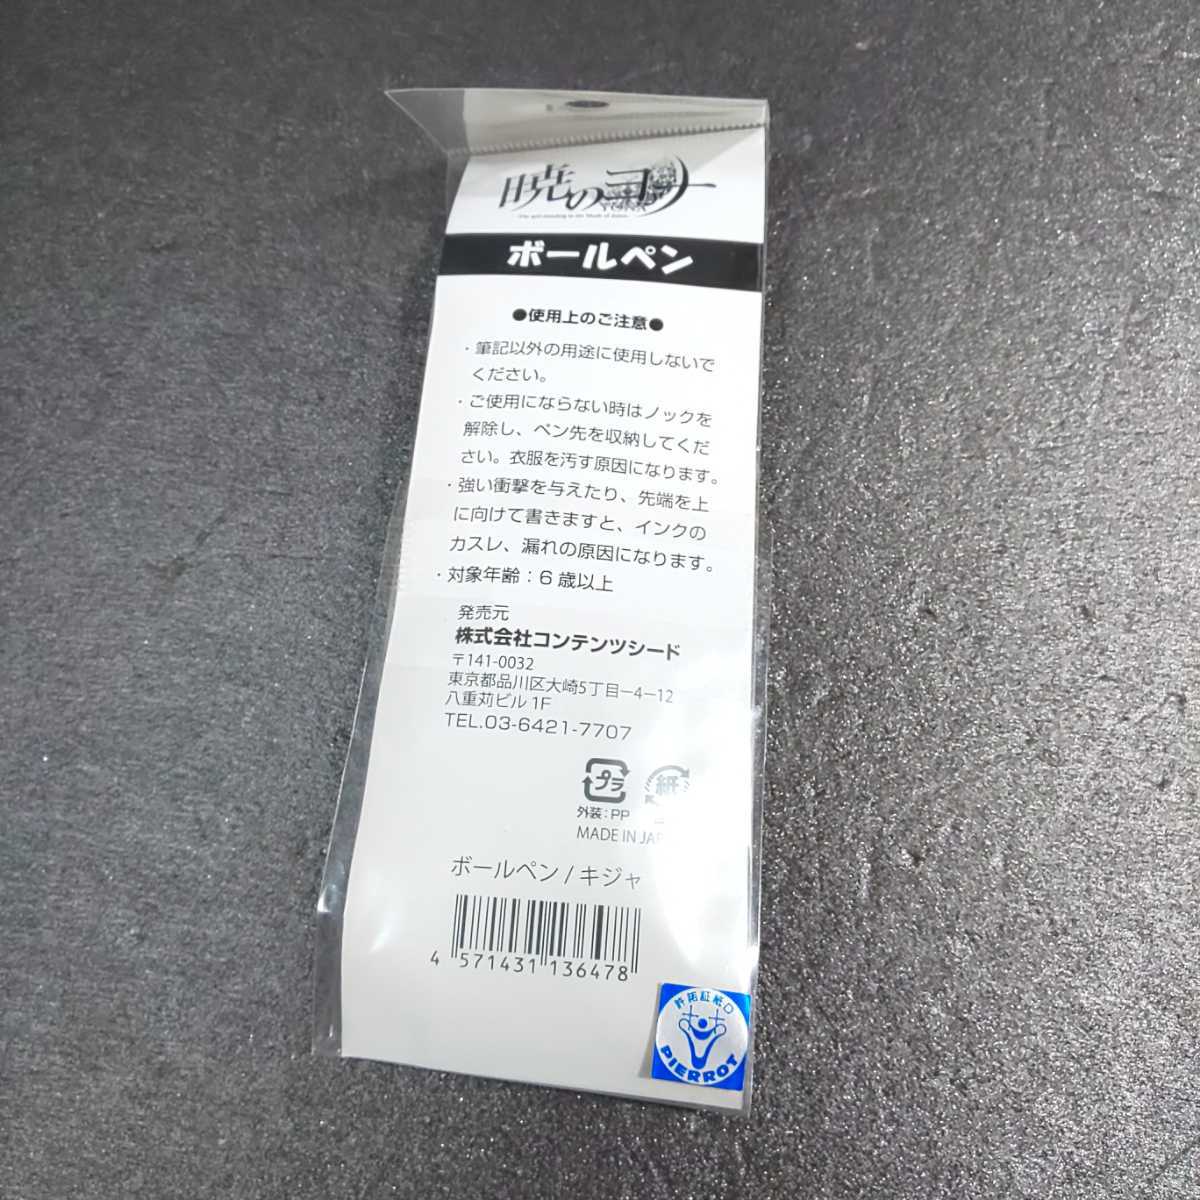 暁のヨナ
ボールペン
●使用上のご注意●
・筆記以外の用途に使用しないで
ください。
・ご使用にならない時はノックを
解除し、ペン先を収納してくだ
さい。衣服を汚す原因になります。
・強い衝撃を与えたり、先端を上
に向けて書きますと、インクの
カスレ、漏れの原因になります。
・対象年齢：6歳以上
発売元
株式会社コンテンツシード
〒141-0032
東京都品川区大崎5丁目-4-12
八重苅ビル1F
TEL.03-6421-7707
プラ 紙
外装：PP
MADE IN JAP
ボールペン / キジャ
4 571431 136478
許諾証紙
PIERROT